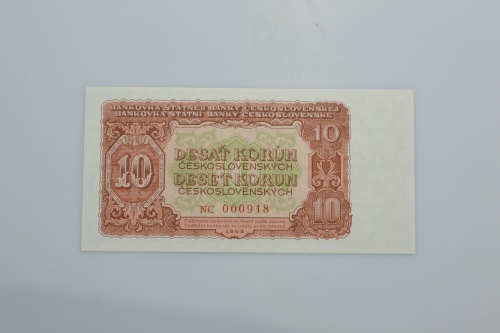 BANKOVKA ŠTÁTNEJ BANKY ČESKOSLOVENSKEJ
BANKOVKA STÁTNÍ BANKY ČESKOSLOVENSKÉ
10
10
DESAŤ KORÚN
ČESKOSLOVENSKÝCH
DESET KORUN
ČESKOSLOVENSKÝCH
NC 000918
10
1953